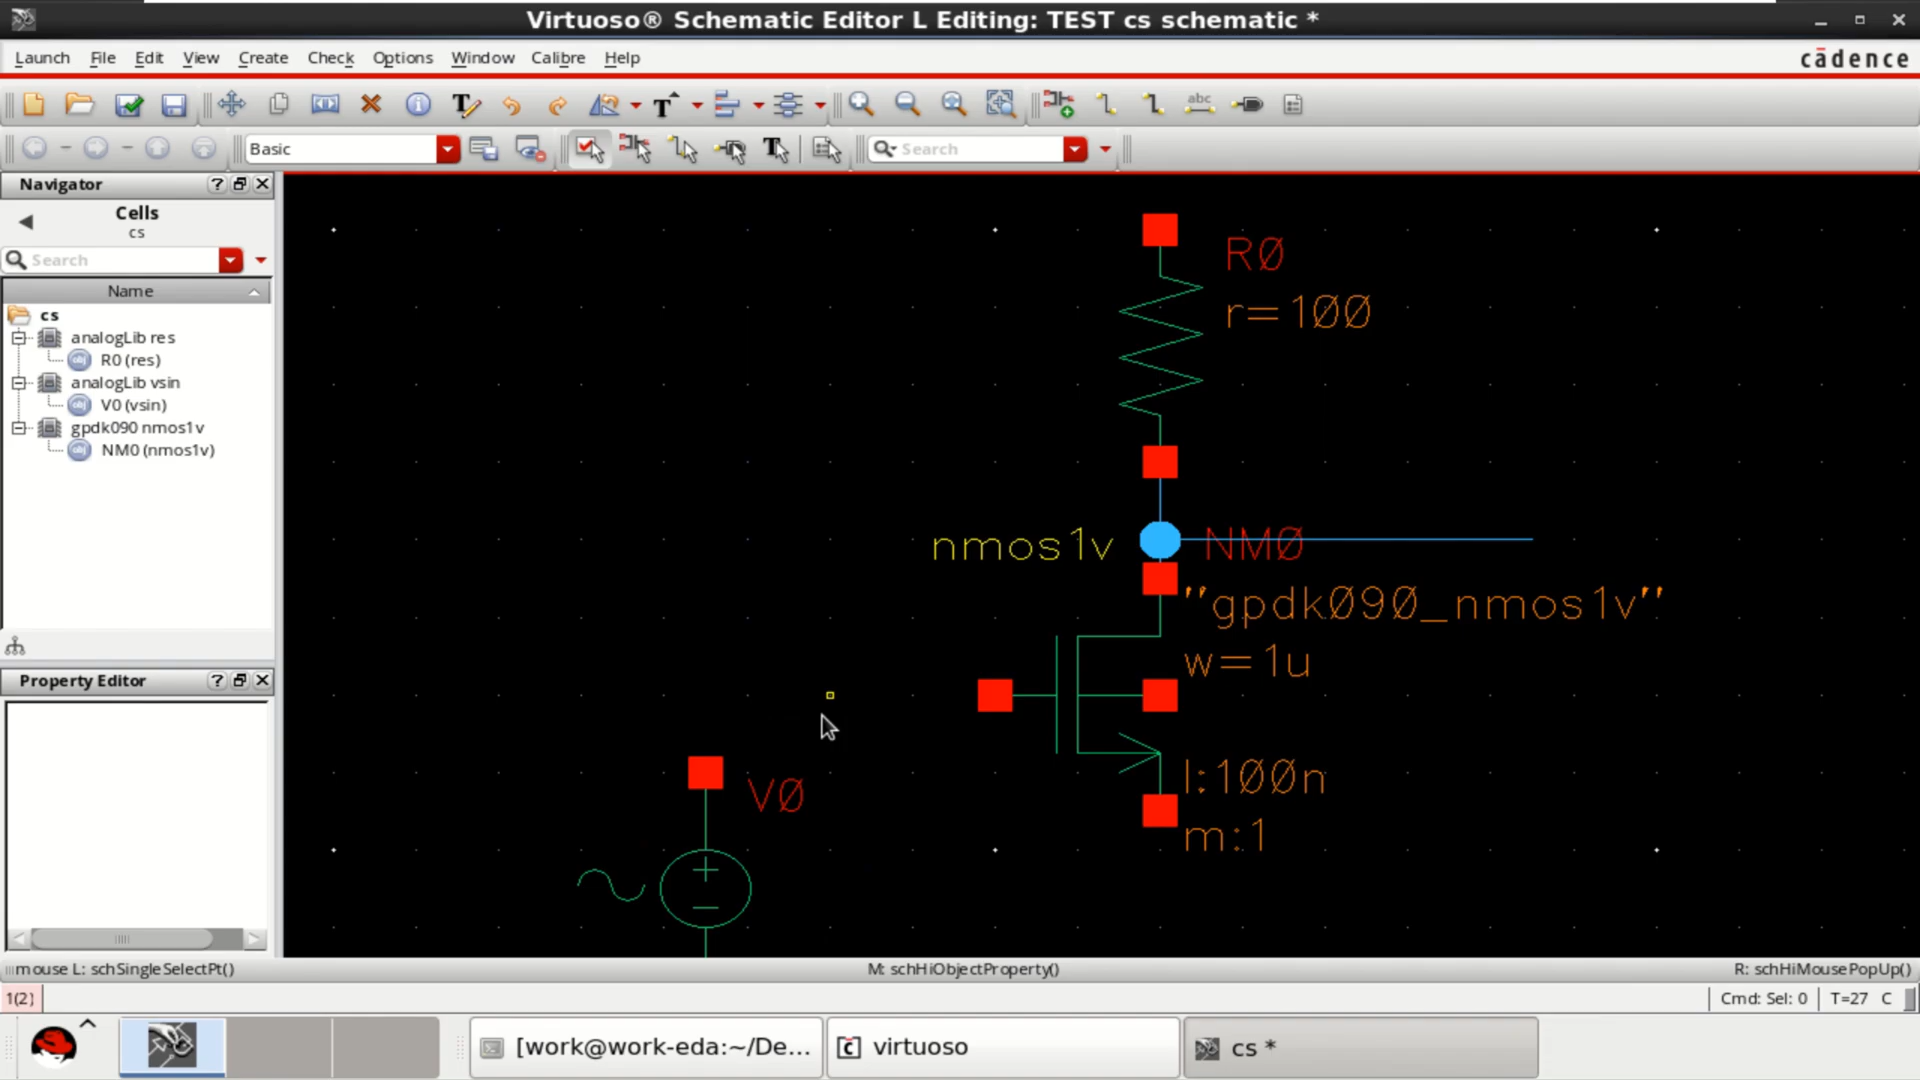 Virtuoso® Schematic Editor L Editing: TEST cs schematic *
Launch File Edit View Create Check Options Window Calibre Help
cādence
abc
Basic
Search
Navigator
Cells
cs
Search
Name
cs
analogLib res
R0 (res)
analogLib vsin
V0 (vsin)
gpdk090 nmos1v
NM0 (nmos1v)
Property Editor
R0
r=100
nmos1v
NM0
"gpdk090_nmos1v"
w=1u
l:100n
m:1
V0
mouse L: schSingleSelectPt()
M: schHiObjectProperty()
R: schHiMousePopUp()
1(2)
Cmd: Sel: 0
T=27 C
[work@work-eda:~/De...
virtuoso
cs *